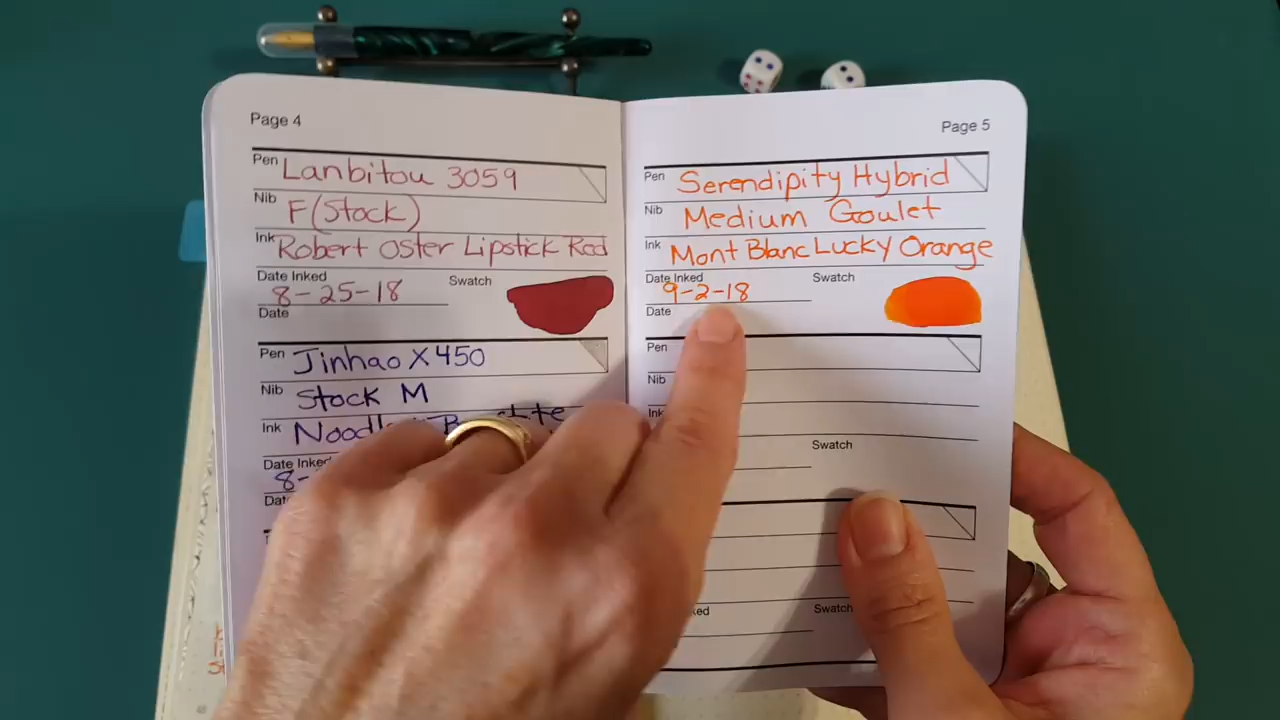 Page 4
Pen Lanbitou 3059
Nib F (Stock)
Ink Robert Oster Lipstick Red
Date Inked Swatch
8-25-18
Date
Pen Jinhao X450
Nib Stock M
Ink
Date Inked
8-
Page 5
Pen Serendipity Hybrid
Nib Medium Goulet
Ink Mont Blanc Lucky Orange
Date Inked Swatch
9-2-18
Date
Pen
Nib
Ink
Swatch
Swatch